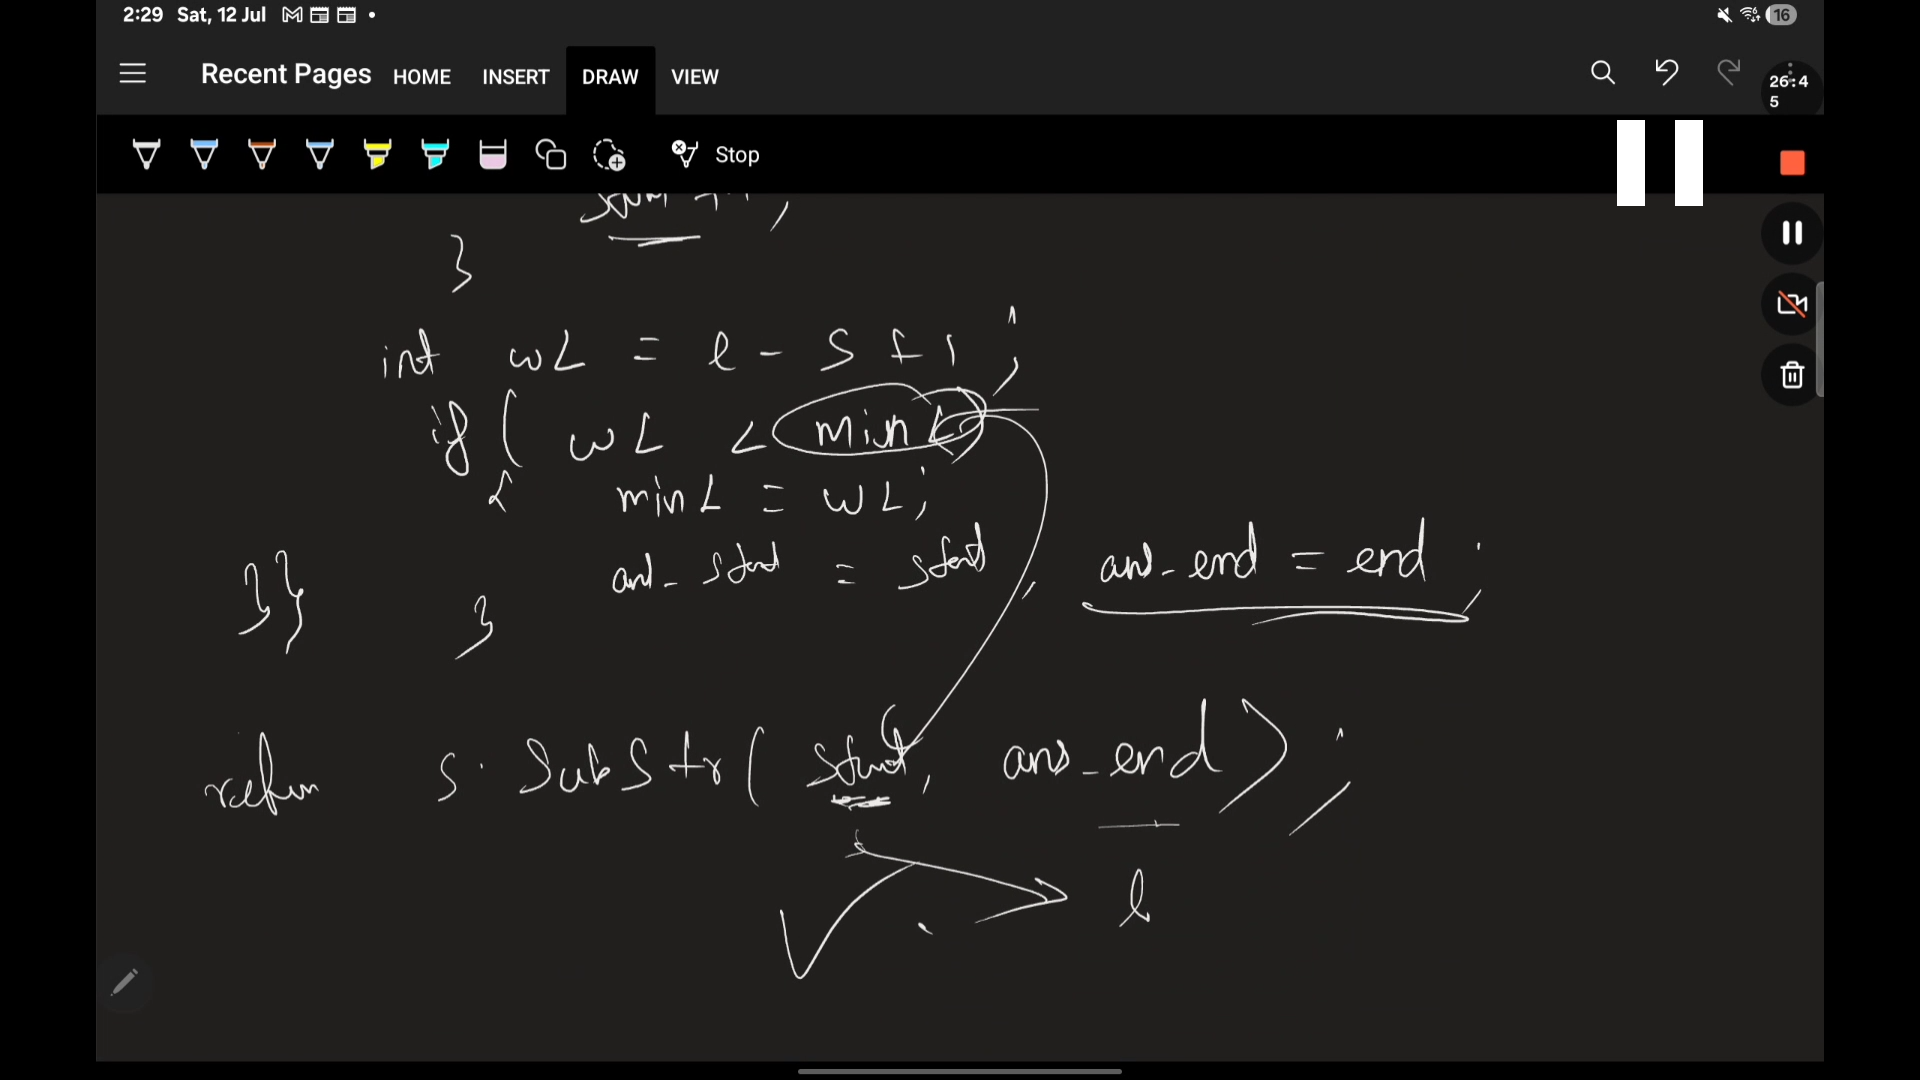 2:29 Sat, 12 Jul
16
Recent Pages HOME INSERT DRAW VIEW
26:4
5
Stop
}
int wL = e - s + 1 ;
if ( wL < minL )
{ minL = wL;
ans_start = start , ans_end = end ;
}} }
return s. SubStr( start, ans_end ) ;
l